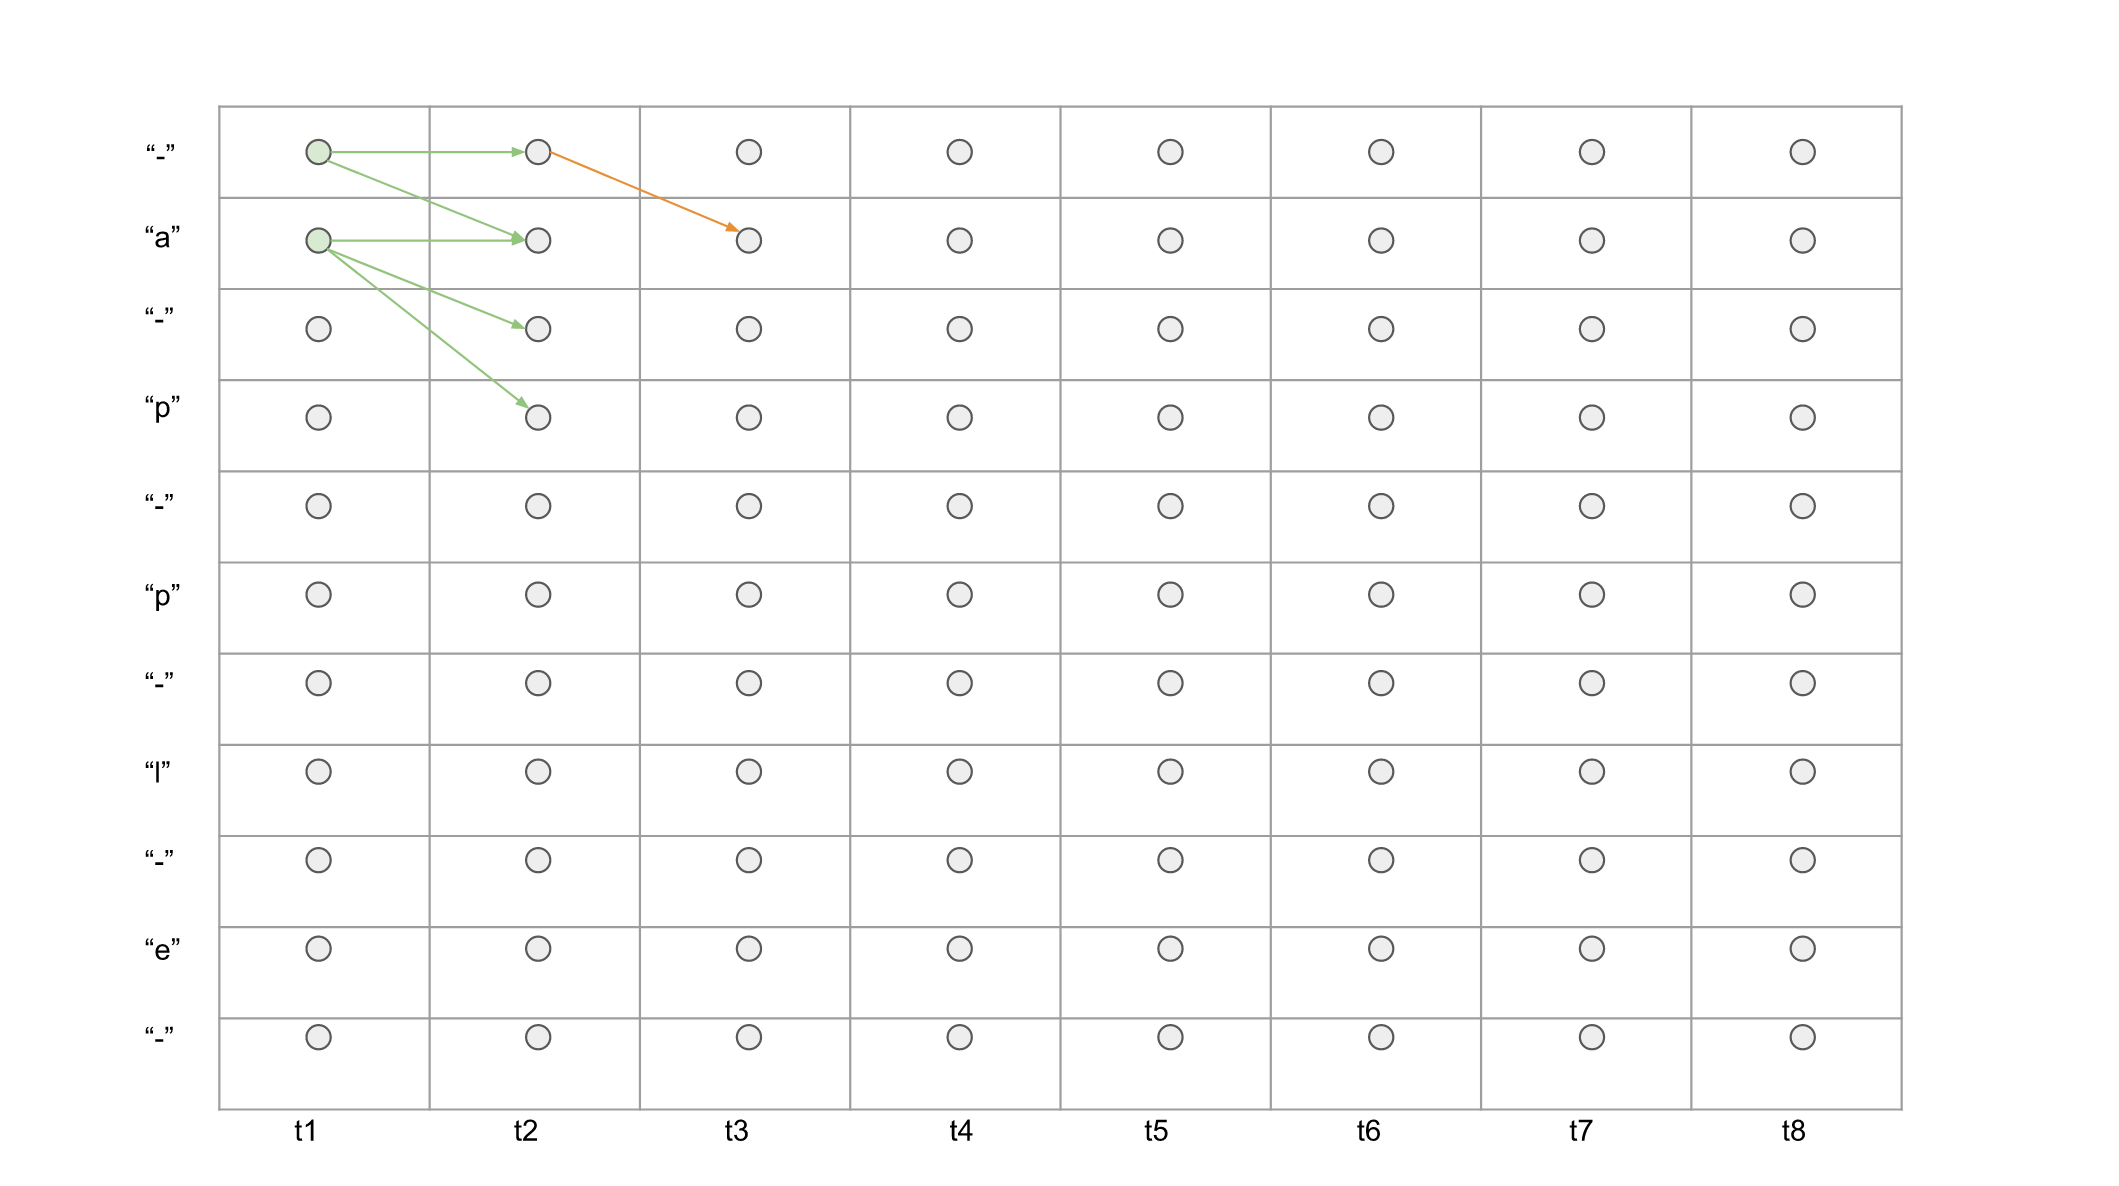 “-”
“a”
“-”
“p”
“-”
“p”
“-”
“l”
“-”
“e”
“-”
t1 t2 t3 t4 t5 t6 t7 t8